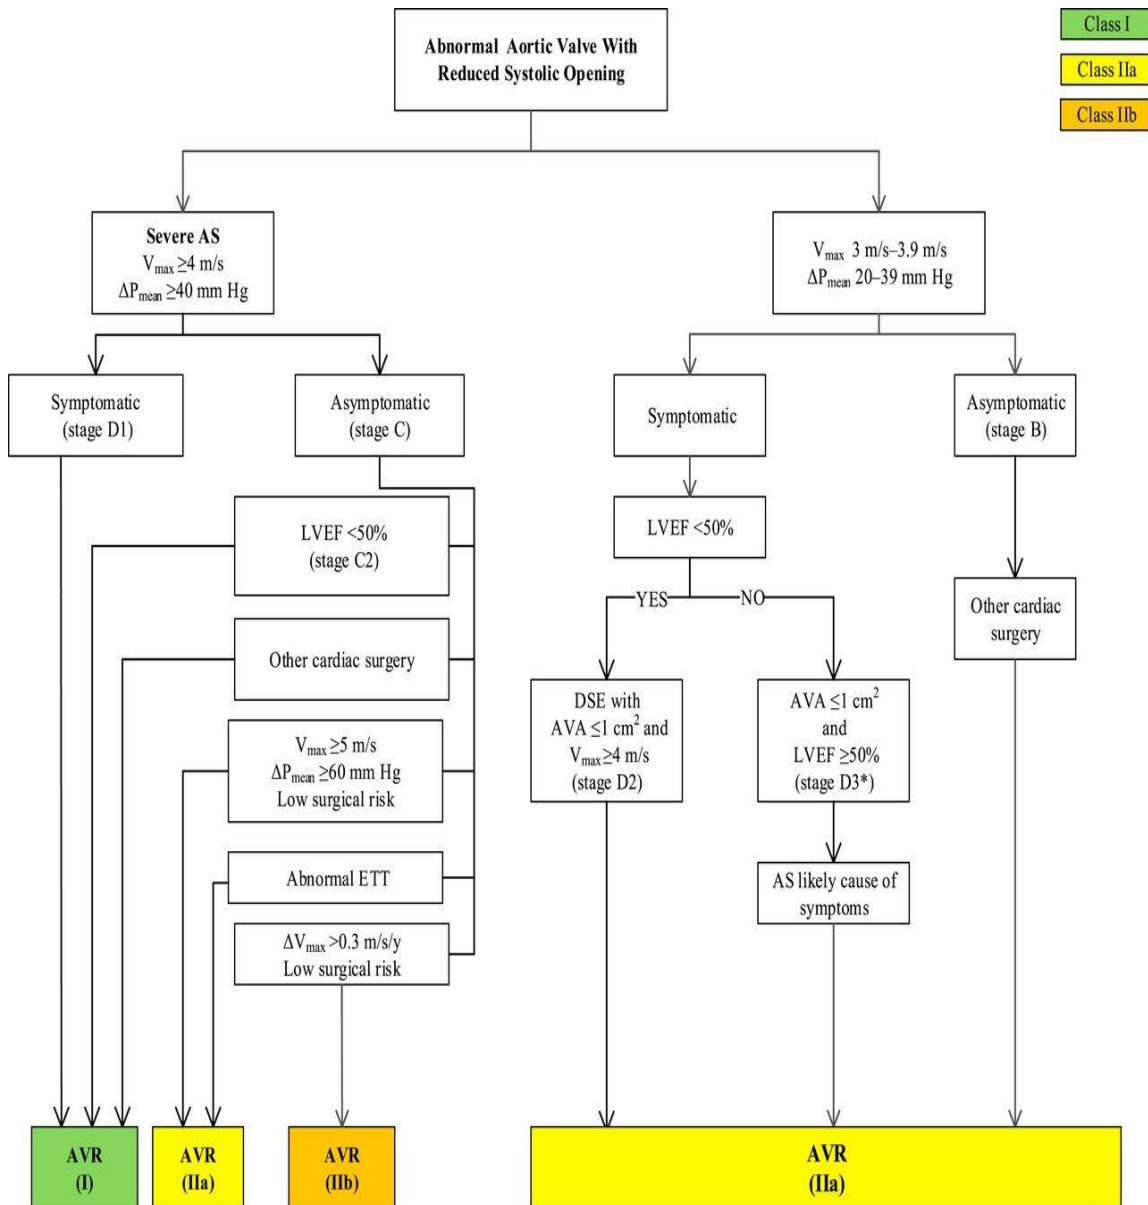 Abnormal Aortic Valve With
Reduced Systolic Opening
Class I
Class IIa
Class IIb
Severe AS
Vmax ≥4 m/s
ΔPmean ≥40 mm Hg
Vmax 3 m/s–3.9 m/s
ΔPmean 20–39 mm Hg
Symptomatic
(stage D1)
Asymptomatic
(stage C)
Symptomatic
Asymptomatic
(stage B)
LVEF <50%
(stage C2)
LVEF <50%
YES
NO
Other cardiac surgery
Other cardiac
surgery
Vmax ≥5 m/s
ΔPmean ≥60 mm Hg
Low surgical risk
DSE with
AVA ≤1 cm²  and
Vmax ≥4 m/s
(stage D2)
AVA ≤1 cm²
and
LVEF ≥50%
(stage D3*)
Abnormal ETT
AS likely cause of
symptoms
ΔVmax >0.3 m/s/y
Low surgical risk
AVR
(I)
AVR
(IIa)
AVR
(IIb)
AVR
(IIa)